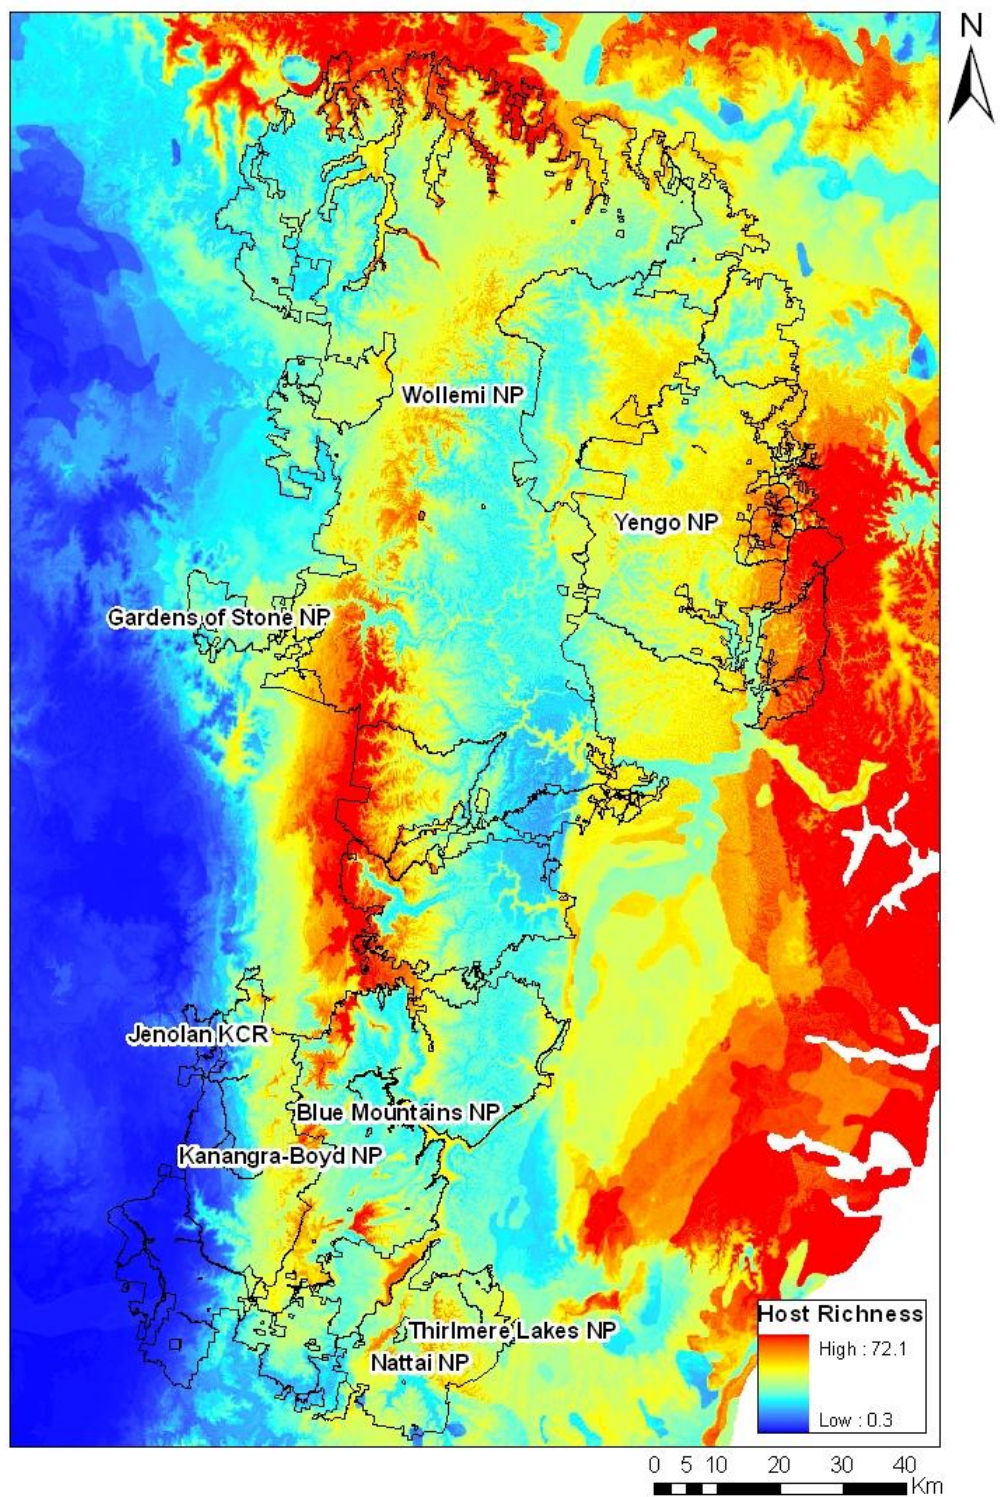 N
Wollemi NP
Yengo NP
Gardens of Stone NP
Jenolan KCR
Blue Mountains NP
Kanangra-Boyd NP
Thirlmere Lakes NP
Nattai NP
Host Richness
High : 72.1
Low : 0.3
0 5 10 20 30 40
Km